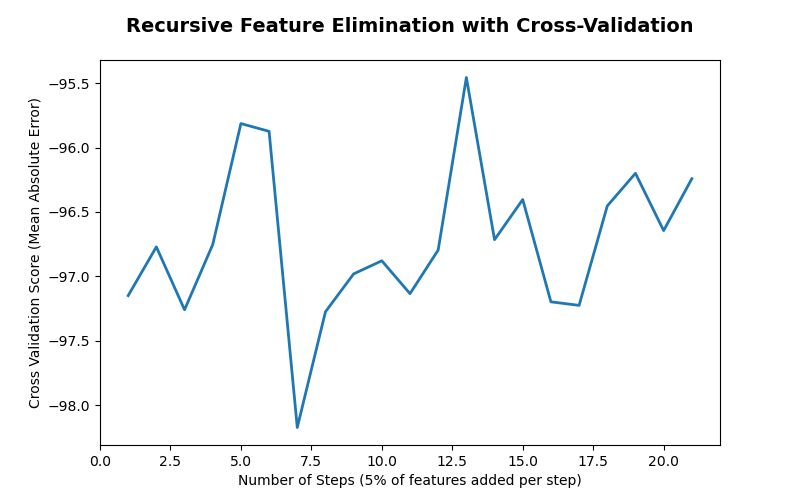 Recursive Feature Elimination with Cross-Validation
Cross Validation Score (Mean Absolute Error)
−95.5
−96.0
−96.5
−97.0
−97.5
−98.0
0.0 2.5 5.0 7.5 10.0 12.5 15.0 17.5 20.0
Number of Steps (5% of features added per step)